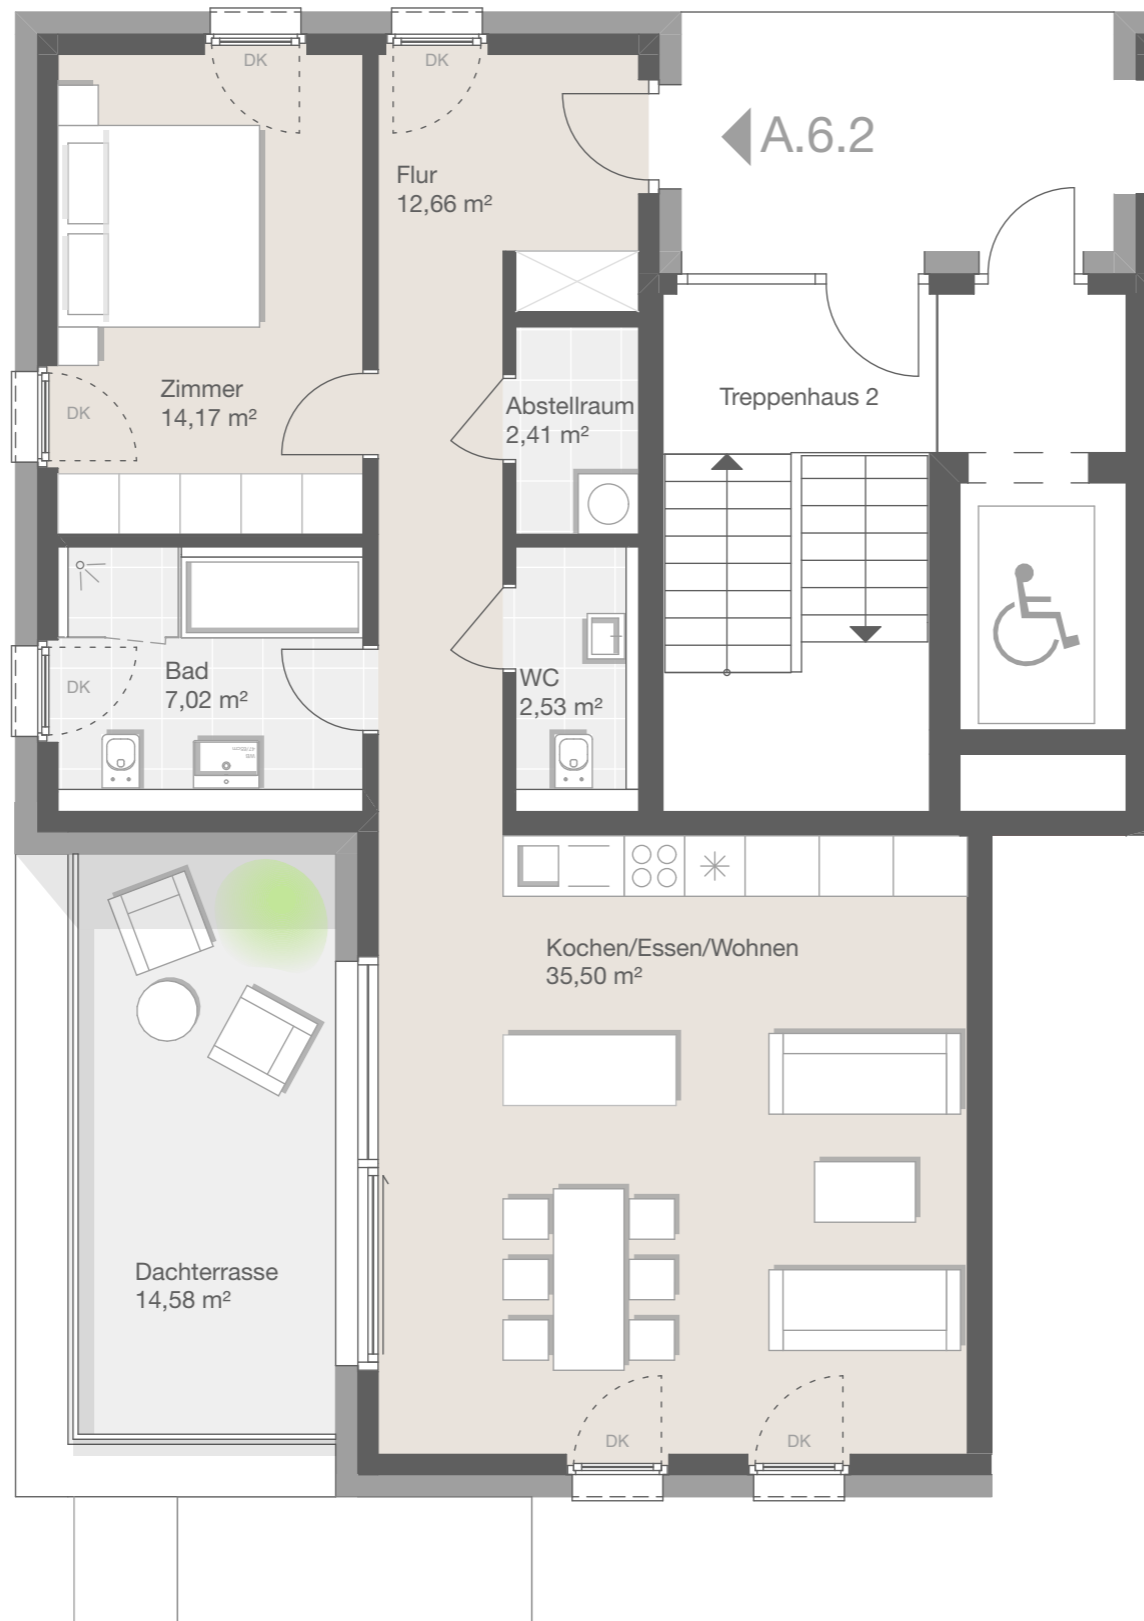 DK
DK
A.6.2
Flur
12,66 m²
Zimmer
14,17 m²
DK
Abstellraum
2,41 m²
Treppenhaus 2
Bad
7,02 m²
DK
WC
2,53 m²
Kochen/Essen/Wohnen
35,50 m²
Dachterrasse
14,58 m²
DK
DK